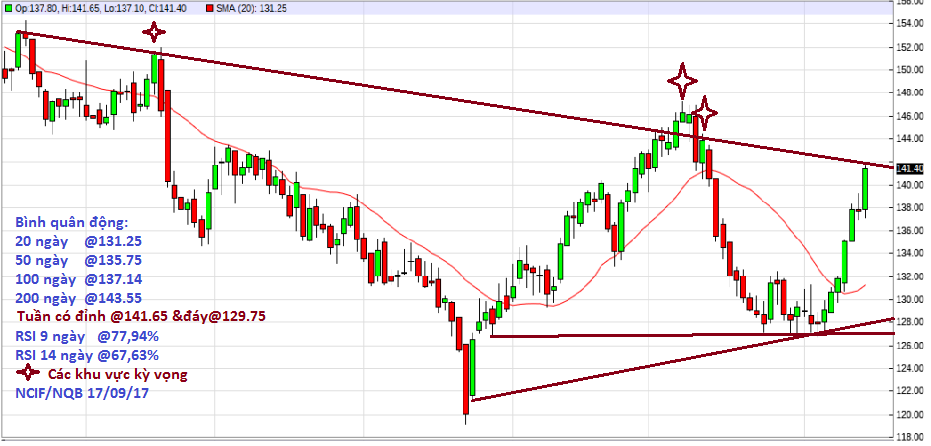 Op:137.80, Hi:141.65, Lo:137.10, Cl:141.40 SMA (20): 131.25
156.00
154.00
152.00
150.00
148.00
146.00
144.00
141.40
140.00
138.00
136.00
134.00
132.00
130.00
128.00
126.00
124.00
122.00
120.00
118.00
Bình quân động:
20 ngày @131.25
50 ngày @135.75
100 ngày @137.14
200 ngày @143.55
Tuần có đỉnh @141.65 &đáy@129.75
RSI 9 ngày @77,94%
RSI 14 ngày @67,63%
Các khu vực kỳ vọng
NCIF/NQB 17/09/17